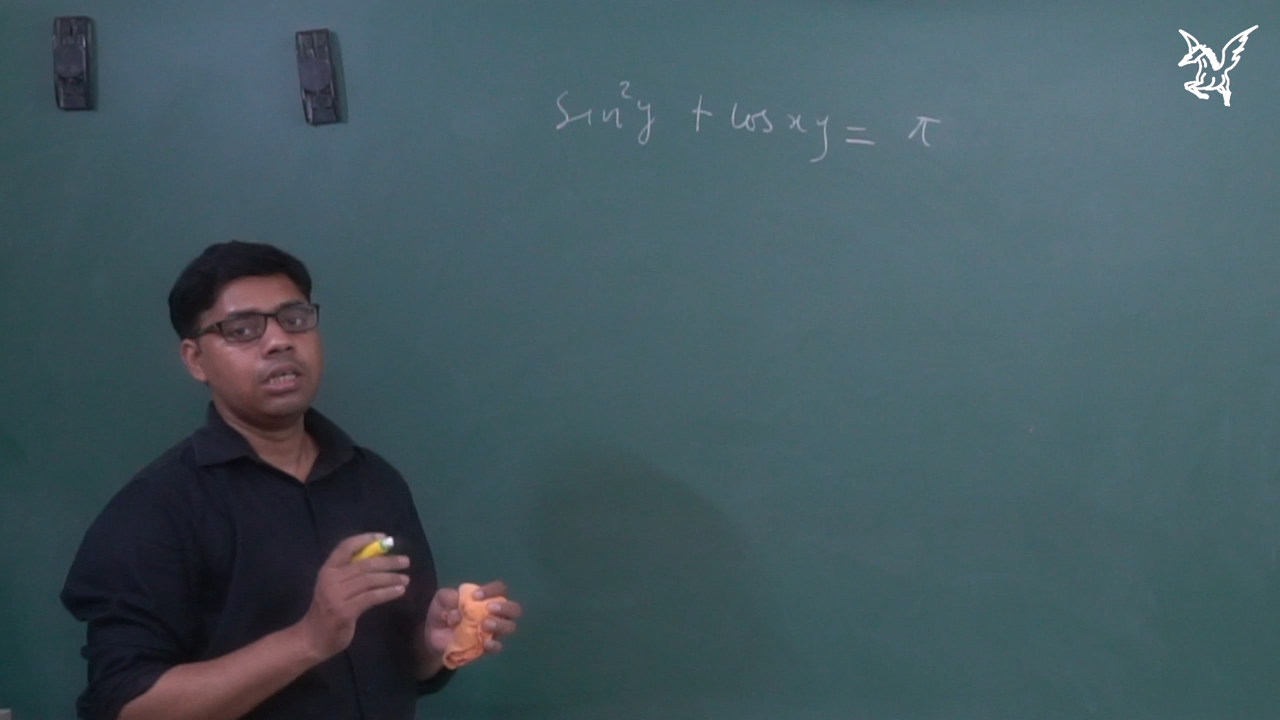 sin²y + cos xy = π